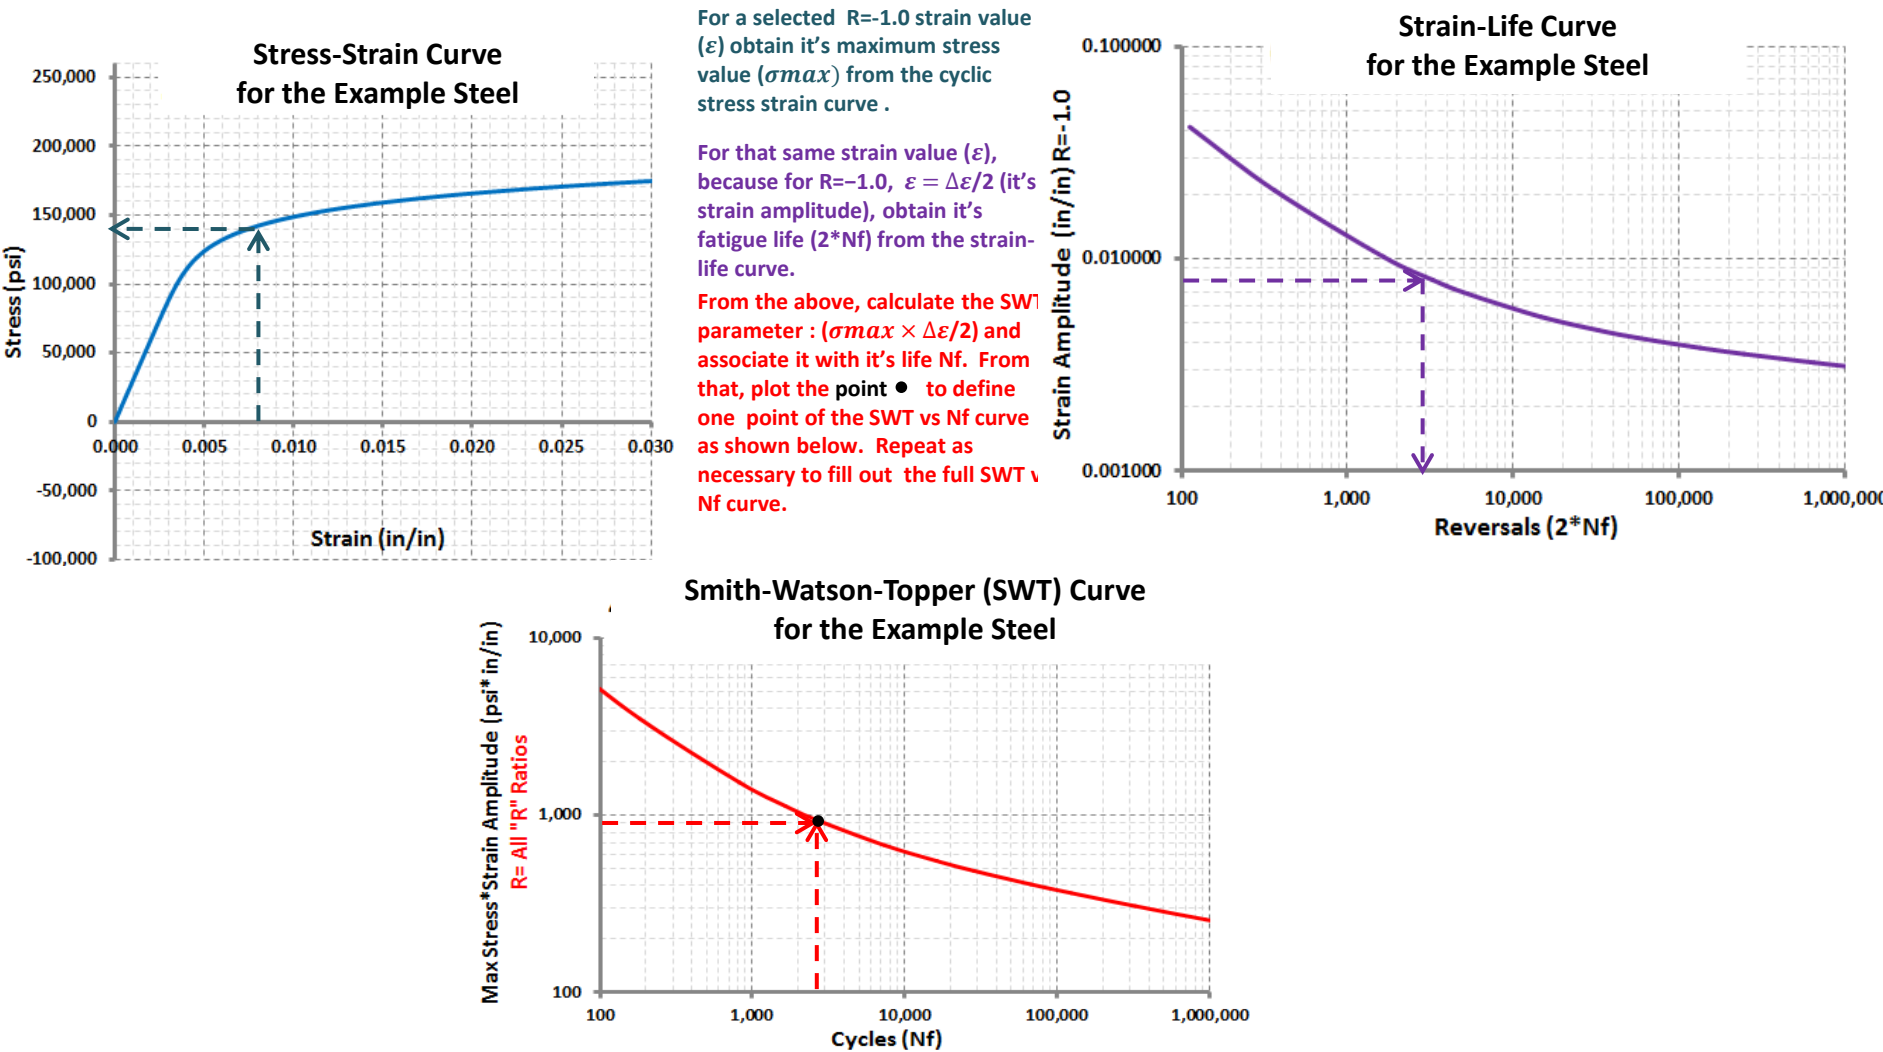 Stress-Strain Curve
for the Example Steel
250,000
200,000
150,000
100,000
50,000
0
-50,000
-100,000
0.000
0.005
0.010
0.015
0.020
0.025
0.030
Stress (psi)
Strain (in/in)
For a selected R=-1.0 strain value
(ε) obtain it’s maximum stress
value (σmax) from the cyclic
stress strain curve .
For that same strain value (ε),
because for R=−1.0, ε = Δε/2 (it’s
strain amplitude), obtain it’s
fatigue life (2*Nf) from the strain-
life curve.
From the above, calculate the SWT
parameter : (σmax × Δε/2) and
associate it with it’s life Nf. From
that, plot the point ● to define
one point of the SWT vs Nf curve
as shown below. Repeat as
necessary to fill out the full SWT v
Nf curve.
Strain-Life Curve
for the Example Steel
0.100000
0.010000
0.001000
100
1,000
10,000
100,000
1,000,000
Strain Amplitude (in/in) R=-1.0
Reversals (2*Nf)
Smith-Watson-Topper (SWT) Curve
for the Example Steel
10,000
1,000
100
100
1,000
10,000
100,000
1,000,000
Max Stress*Strain Amplitude (psi* in/in)
R= All "R" Ratios
Cycles (Nf)